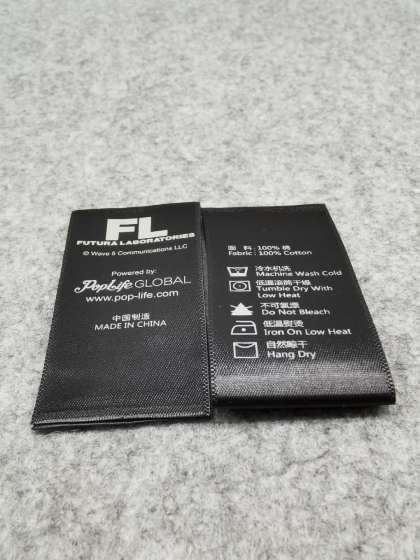 FL
FUTURA LABORATORIES
© Wave 5 Communications LLC
Powered by:
PopLife GLOBAL
www.pop-life.com
中国制造
MADE IN CHINA
面 料：100% 棉
Fabric : 100% Cotton
冷水机洗
Machine Wash Cold
低温滚筒干燥
Tumble Dry With
Low Heat
不可氯漂
Do Not Bleach
低温熨烫
Iron On Low Heat
自然晾干
Hang Dry